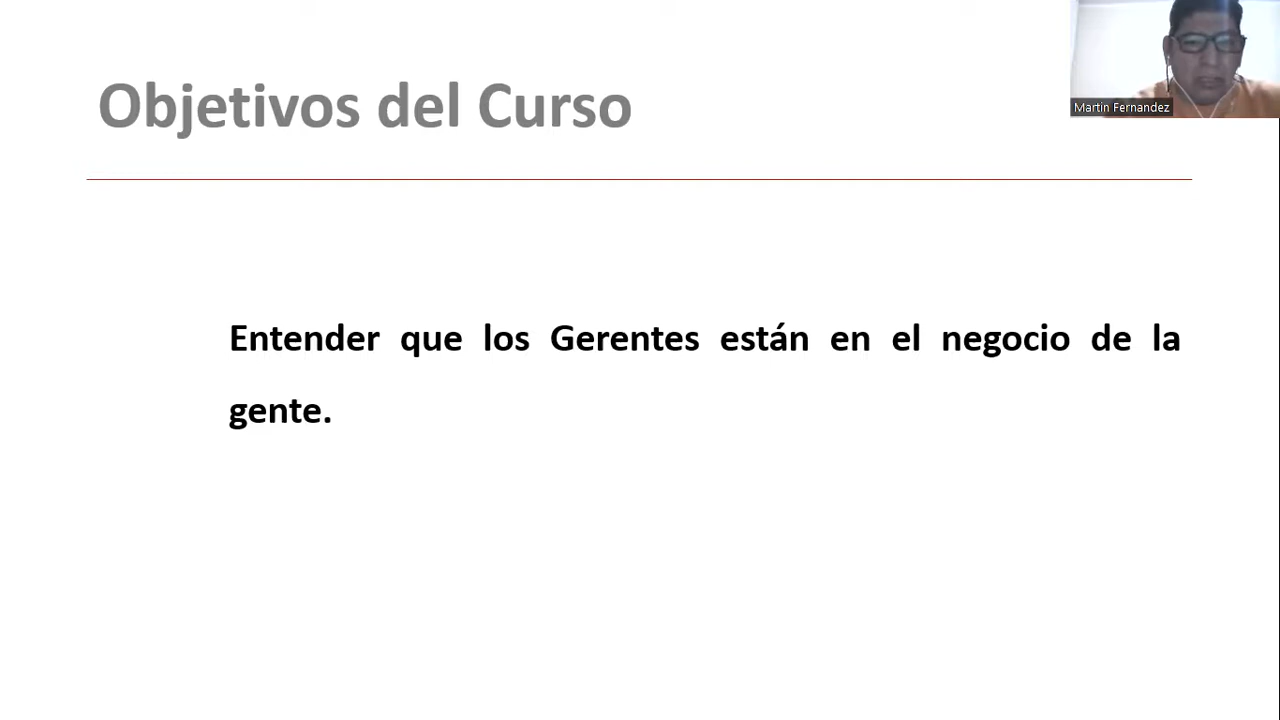 Objetivos del Curso
Martin Fernandez
Entender que los Gerentes están en el negocio de la
gente.